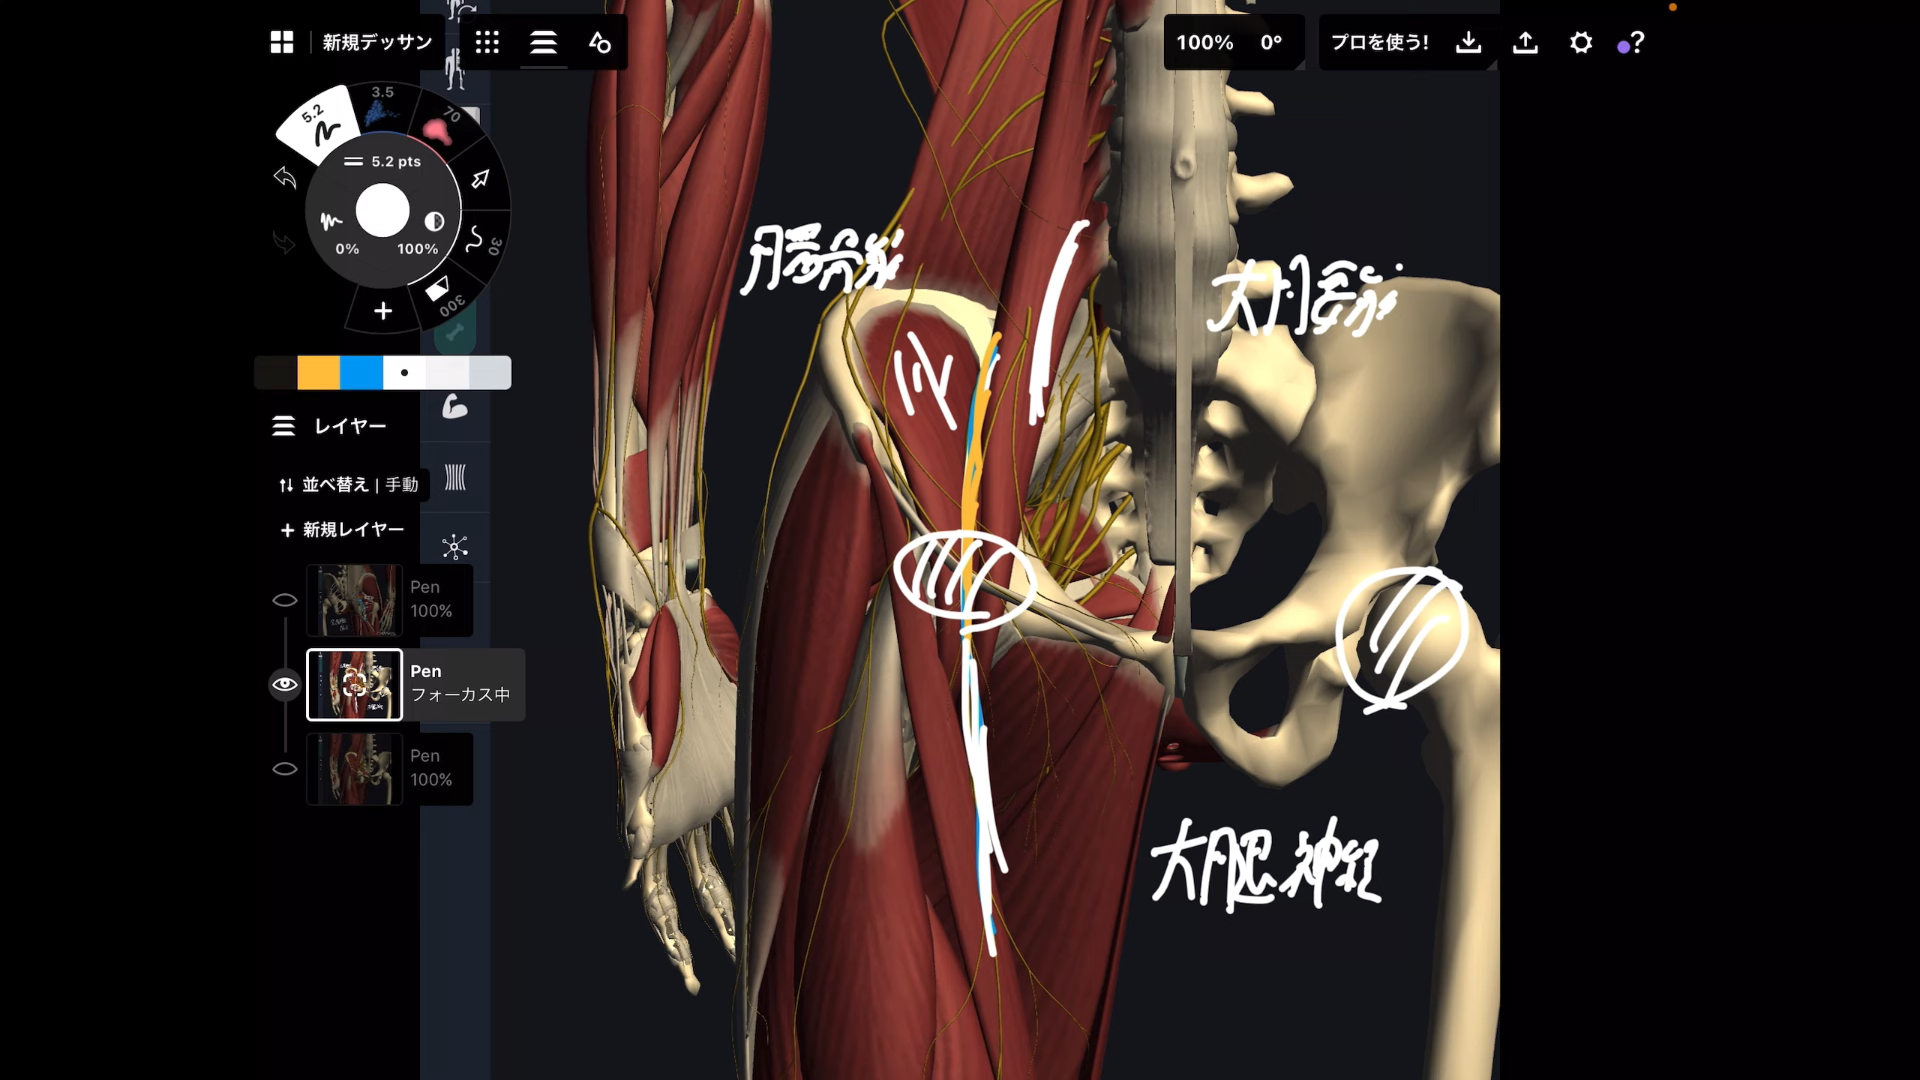 新規デッサン
100% 0°
プロを使う!
?
5.2
3.5
70
5.2 pts
30
0% 100%
300
レイヤー
並べ替え | 手動
新規レイヤー
Pen
100%
Pen
フォーカス中
Pen
100%
腸骨筋
大腰筋
大腿神経